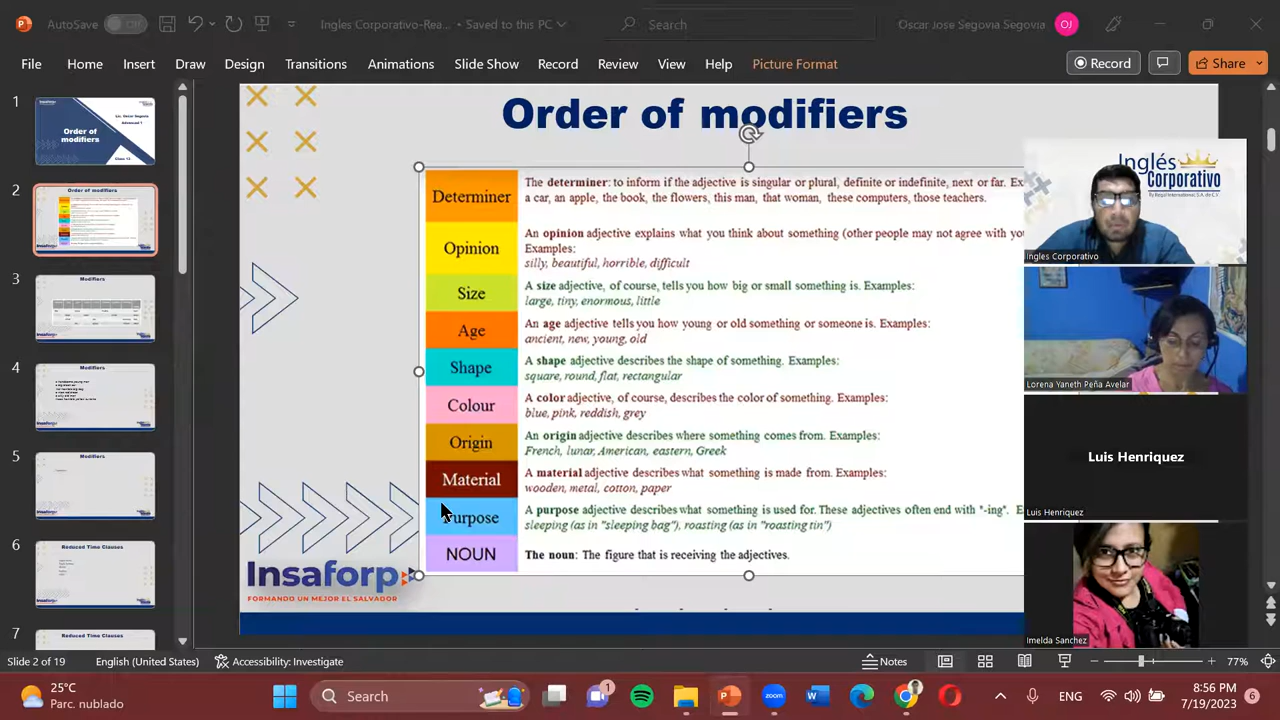 AutoSave Off
Ingles Corporativo-Rea... • Saved to this PC
Search
Oscar Jose Segovia Segovia OJ
File Home Insert Draw Design Transitions Animations Slide Show Record Review View Help Picture Format
Record
Share
1
Order of
modifiers
2
Order of modifiers
3
Modifiers
4
Modifiers
5
Modifiers
6
Reduced Time Clauses
7
Reduced Time Clauses
Order of modifiers
Determiner
The determiner: to inform if the adjective is singular or plural, definite or indefinite, next or far. Ex
a car, an apple, the book, the flowers, this man, that woman, these computers, those teachers.
Opinion
An opinion adjective explains what you think about something (other people may not agree with you
Examples:
silly, beautiful, horrible, difficult
Size
A size adjective, of course, tells you how big or small something is. Examples:
large, tiny, enormous, little
Age
An age adjective tells you how young or old something or someone is. Examples:
ancient, new, young, old
Shape
A shape adjective describes the shape of something. Examples:
square, round, flat, rectangular
Colour
A color adjective, of course, describes the color of something. Examples:
blue, pink, reddish, grey
Origin
An origin adjective describes where something comes from. Examples:
French, lunar, American, eastern, Greek
Material
A material adjective describes what something is made from. Examples:
wooden, metal, cotton, paper
Purpose
A purpose adjective describes what something is used for. These adjectives often end with "-ing". E
sleeping (as in "sleeping bag"), roasting (as in "roasting tin")
NOUN
The noun: The figure that is receiving the adjectives.
Insaforp
FORMANDO UN MEJOR EL SALVADOR
Inglés
Corporativo
Ingles Corporativo
Lorena Yaneth Peña Avelar
Luis Henriquez
Luis Henriquez
Imelda Sanchez
Slide 2 of 19
English (United States)
Accessibility: Investigate
Notes
77%
25°C
Parc. nublado
Search
1
zoom
ENG
8:56 PM
7/19/2023
6